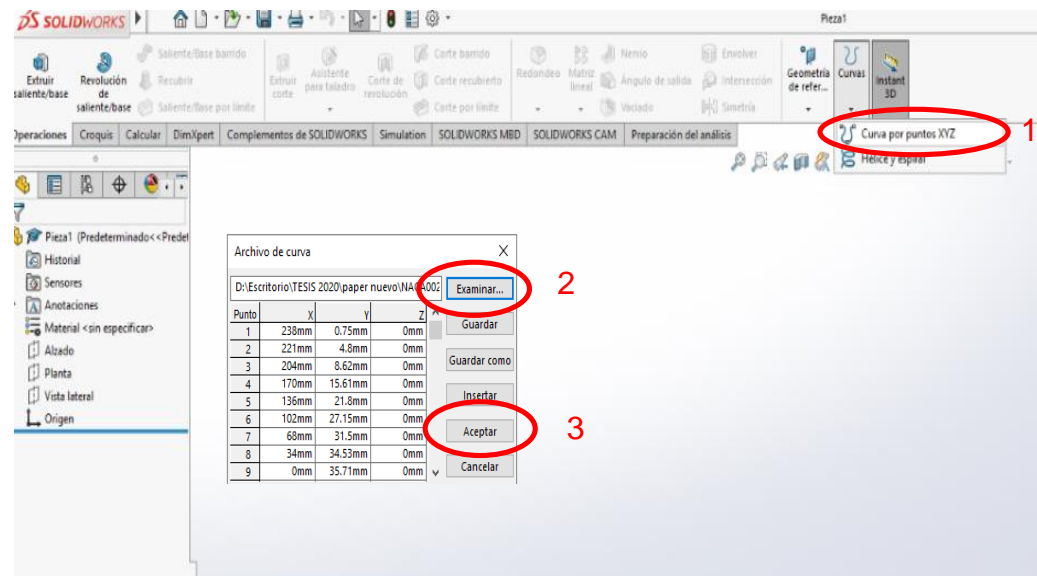 DS SOLIDWORKS
Pieza1
Extruir saliente/base
Revolución de saliente/base
Saliente/Base barrido
Recubrir
Saliente/Base por límite
Extruir corte
Asistente para taladro
Corte de revolución
Corte barrido
Corte recubierto
Corte por límite
Redondeo
Matriz lineal
Nervio
Ángulo de salida
Vaciado
Envolver
Intersección
Simetría
Geometría de refer...
Curvas
Instant 3D
Operaciones Croquis Calcular DimXpert Complementos de SOLIDWORKS Simulation SOLIDWORKS MBD SOLIDWORKS CAM Preparación del análisis
Curva por puntos XYZ
1
Hélice y espiral
Pieza1 (Predeterminado<<Predet
Historial
Sensores
Anotaciones
Material <sin especificar>
Alzado
Planta
Vista lateral
Origen
Archivo de curva X
D:\Escritorio\TESIS 2020\paper nuevo\NACA002
Examinar...
2
Punto X Y Z
1 238mm 0.75mm 0mm
2 221mm 4.8mm 0mm
3 204mm 8.62mm 0mm
4 170mm 15.61mm 0mm
5 136mm 21.8mm 0mm
6 102mm 27.15mm 0mm
7 68mm 31.5mm 0mm
8 34mm 34.53mm 0mm
9 0mm 35.71mm 0mm
Guardar
Guardar como
Insertar
Aceptar
3
Cancelar